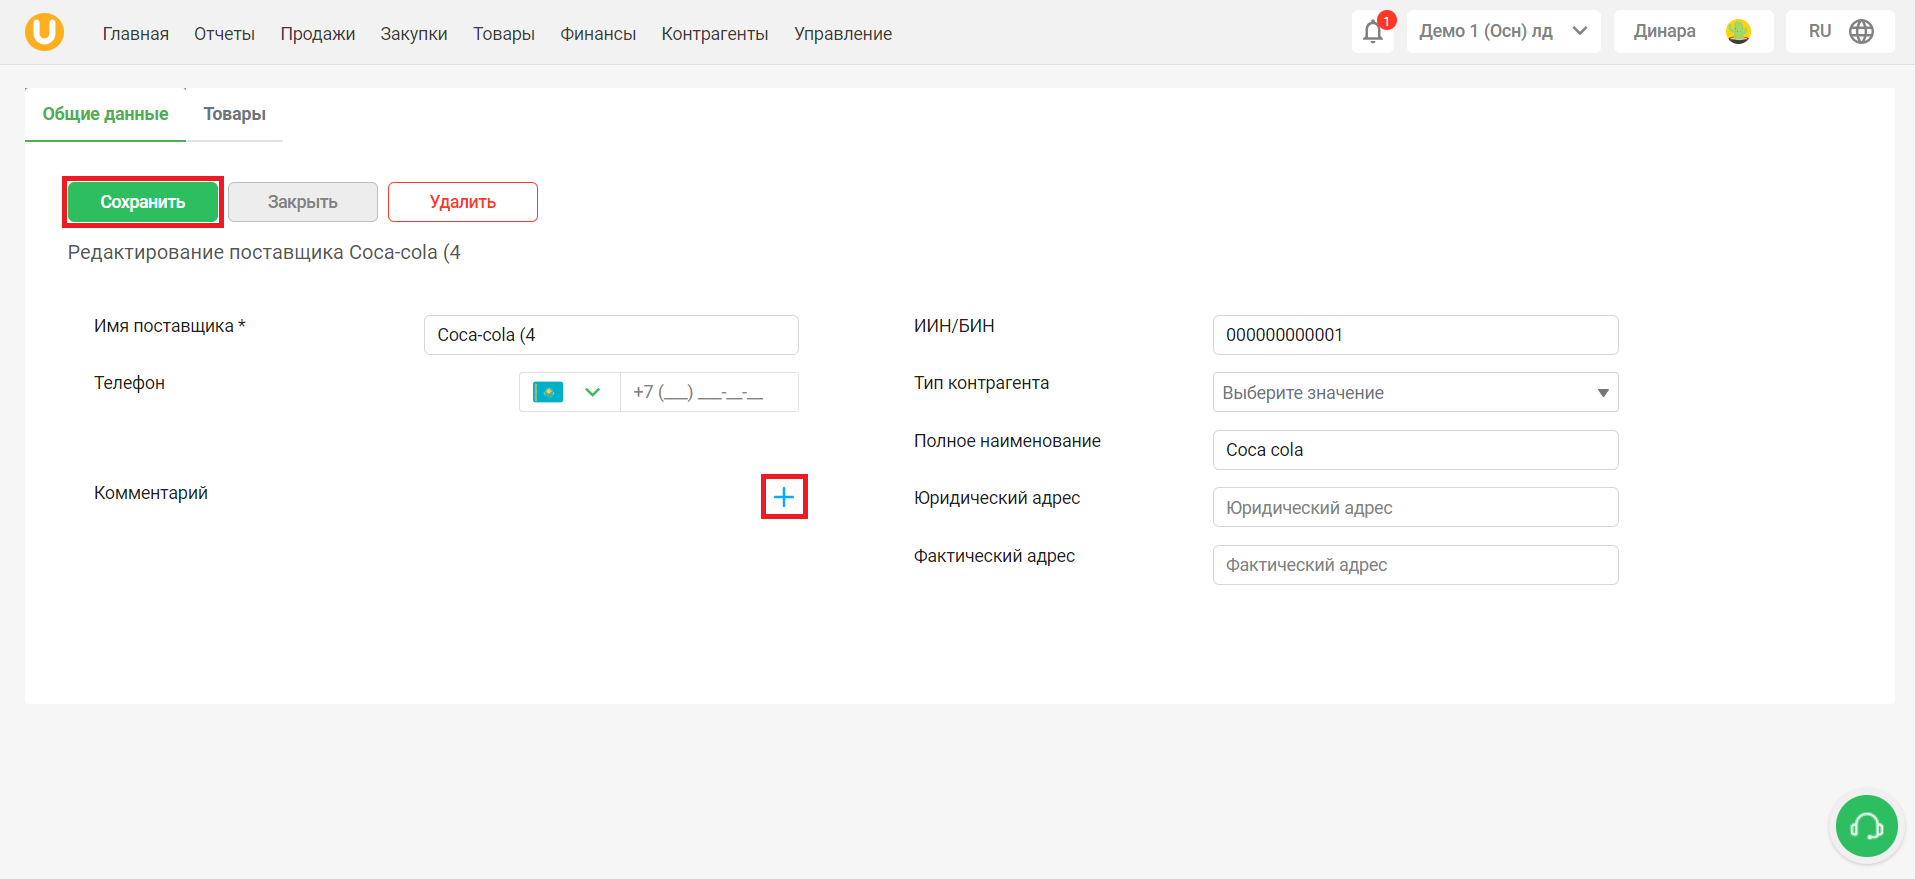 U Главная Отчеты Продажи Закупки Товары Финансы Контрагенты Управление 1 Демо 1 (Осн) лд Динара RU
Общие данные Товары
Сохранить Закрыть Удалить
Редактирование поставщика Coca-cola (4
Имя поставщика * Coca-cola (4 ИИН/БИН 000000000001
Телефон +7 (___) ___-__-__ Тип контрагента Выберите значение
Полное наименование Coca cola
Комментарий Юридический адрес Юридический адрес
Фактический адрес Фактический адрес